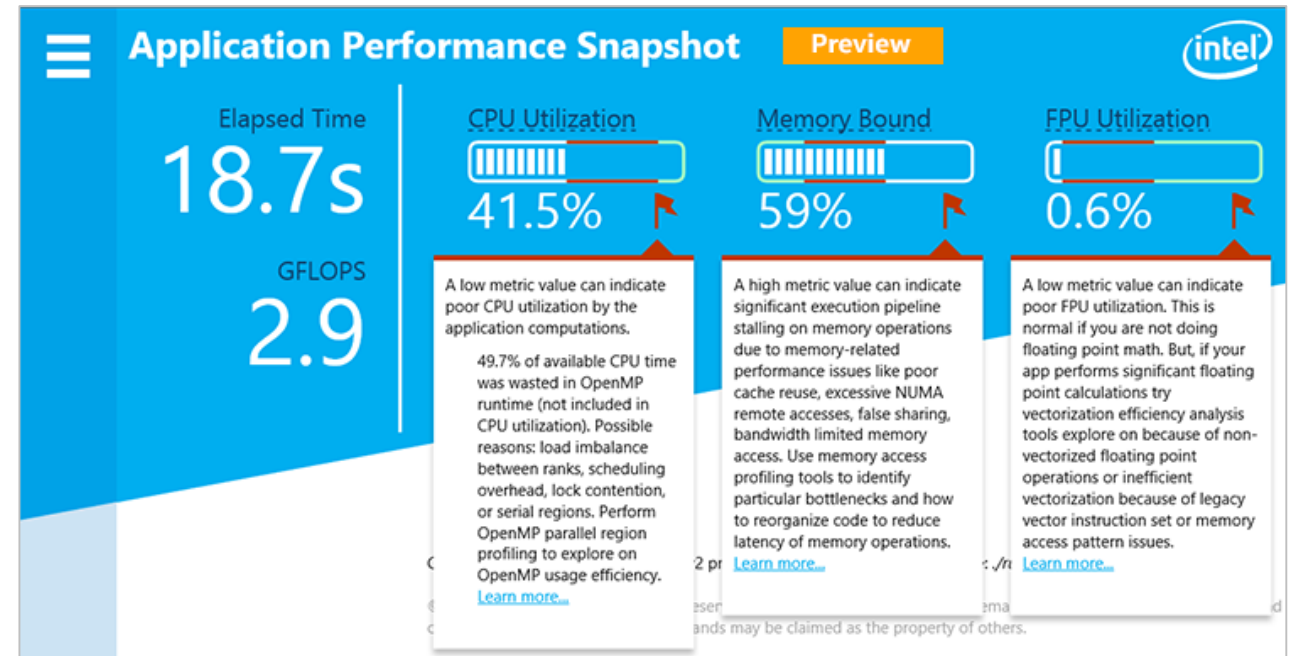 Application Performance Snapshot
Preview
intel
Elapsed Time
18.7s
GFLOPS
2.9
CPU Utilization
41.5%
A low metric value can indicate
poor CPU utilization by the
application computations.
49.7% of available CPU time
was wasted in OpenMP
runtime (not included in
CPU utilization). Possible
reasons: load imbalance
between ranks, scheduling
overhead, lock contention,
or serial regions. Perform
OpenMP parallel region
profiling to explore on
OpenMP usage efficiency.
Learn more...
Memory Bound
59%
A high metric value can indicate
significant execution pipeline
stalling on memory operations
due to memory-related
performance issues like poor
cache reuse, excessive NUMA
remote accesses, false sharing,
bandwidth limited memory
access. Use memory access
profiling tools to identify
particular bottlenecks and how
to reorganize code to reduce
latency of memory operations.
Learn more...
FPU Utilization
0.6%
A low metric value can indicate
poor FPU utilization. This is
normal if you are not doing
floating point math. But, if your
app performs significant floating
point calculations try
vectorization efficiency analysis
tools explore on because of non-
vectorized floating point
operations or inefficient
vectorization because of legacy
vector instruction set or memory
access pattern issues.
Learn more...
may be claimed as the property of others.